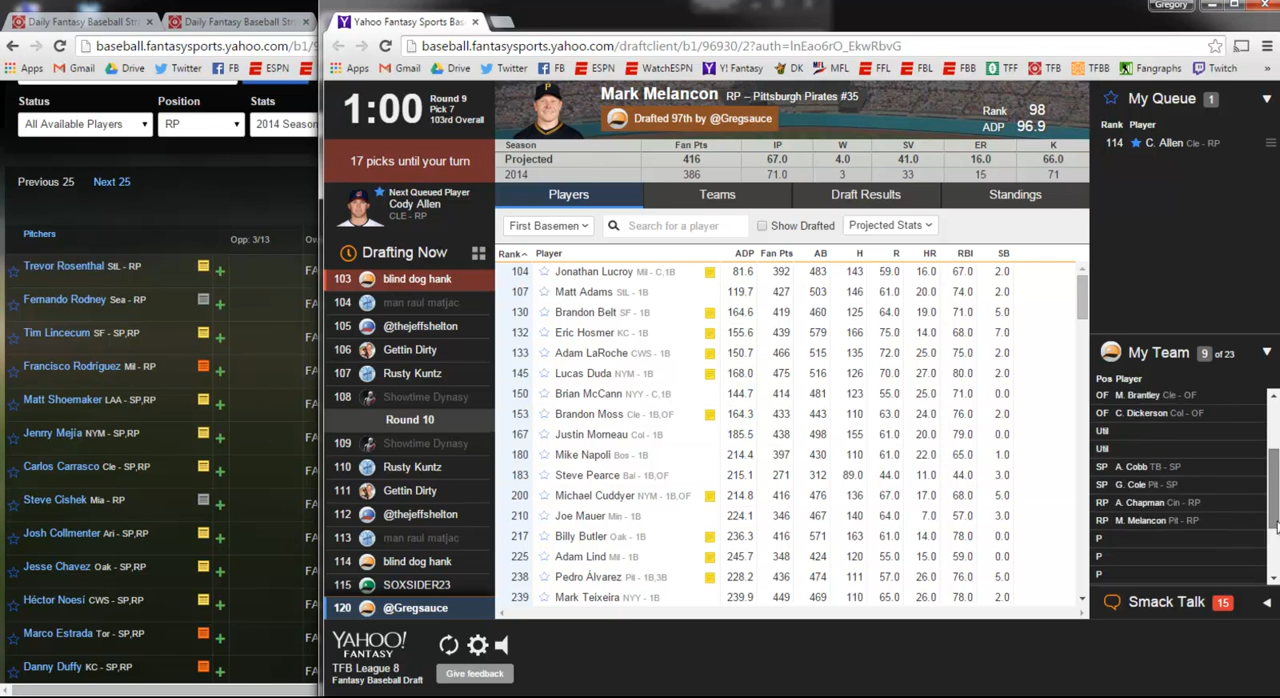 Gregory
Daily Fantasy Baseball Str
Daily Fantasy Baseball Str
Yahoo Fantasy Sports Bas
baseball.fantasysports.yahoo.com/b1/9
baseball.fantasysports.yahoo.com/draftclient/b1/96930/2?auth=lnEao6rO_EkwRbvG
Apps Gmail Drive Twitter FB ESPN
Apps Gmail Drive Twitter FB ESPN WatchESPN Y! Fantasy DK MFL FFL FBL FBB TFF TFB TFBB Fangraphs Twitch »
Status Position Stats
All Available Players RP 2014 Season
Previous 25 Next 25
Pitchers Opp: 3/13 Ow
Trevor Rosenthal StL - RP FA
Fernando Rodney Sea - RP FA
Tim Lincecum SF - SP,RP FA
Francisco Rodríguez Mil - RP FA
Matt Shoemaker LAA - SP,RP FA
Jenrry Mejía NYM - SP,RP FA
Carlos Carrasco Cle - SP,RP FA
Steve Cishek Mia - RP FA
Josh Collmenter Ari - SP,RP FA
Jesse Chavez Oak - SP,RP FA
Héctor Noesí CWS - SP,RP FA
Marco Estrada Tor - SP,RP FA
Danny Duffy KC - SP,RP FA
1:00
Round 9
Pick 7
103rd Overall
17 picks until your turn
Next Queued Player
Cody Allen
CLE - RP
Drafting Now
103 blind dog hank
104 man raul matjac
105 @thejeffshelton
106 Gettin Dirty
107 Rusty Kuntz
108 Showtime Dynasy
Round 10
109 Showtime Dynasy
110 Rusty Kuntz
111 Gettin Dirty
112 @thejeffshelton
113 man raul matjac
114 blind dog hank
115 SOXSIDER23
120 @Gregsauce
YAHOO!
FANTASY
TFB League 8
Fantasy Baseball Draft
Give feedback
Mark Melancon RP – Pittsburgh Pirates #35
Drafted 97th by @Gregsauce
Rank 98
ADP 96.9
Season Fan Pts IP W SV ER K
Projected 416 67.0 4.0 41.0 16.0 66.0
2014 386 71.0 3 33 15 71
Players Teams Draft Results Standings
First Basemen Search for a player Show Drafted Projected Stats
Rank Player ADP Fan Pts AB H R HR RBI SB
104 Jonathan Lucroy Mil - C,1B 81.6 392 483 143 59.0 16.0 67.0 2.0
107 Matt Adams StL - 1B 119.7 427 503 146 61.0 20.0 74.0 2.0
130 Brandon Belt SF - 1B 164.6 419 460 125 64.0 19.0 71.0 5.0
132 Eric Hosmer KC - 1B 155.6 439 579 166 75.0 14.0 68.0 7.0
133 Adam LaRoche CWS - 1B 150.7 466 515 135 72.0 25.0 75.0 2.0
145 Lucas Duda NYM - 1B 168.0 475 516 126 70.0 27.0 80.0 2.0
150 Brian McCann NYY - C,1B 144.7 414 481 123 55.0 25.0 71.0 0.0
153 Brandon Moss Cle - 1B,OF 164.3 433 443 110 63.0 24.0 76.0 2.0
167 Justin Morneau Col - 1B 185.5 438 498 155 61.0 20.0 79.0 0.0
180 Mike Napoli Bos - 1B 214.4 397 430 110 61.0 22.0 65.0 1.0
183 Steve Pearce Bal - 1B,OF 215.1 271 312 89.0 44.0 11.0 44.0 3.0
200 Michael Cuddyer NYM - 1B,OF 214.8 416 476 136 67.0 17.0 68.0 5.0
210 Joe Mauer Min - 1B 224.1 346 467 140 64.0 7.0 57.0 3.0
217 Billy Butler Oak - 1B 236.3 416 571 163 61.0 14.0 78.0 0.0
225 Adam Lind Mil - 1B 245.7 348 424 120 55.0 15.0 59.0 0.0
238 Pedro Álvarez Pit - 1B,3B 228.2 436 474 111 57.0 26.0 76.0 5.0
239 Mark Teixeira NYY - 1B 239.9 449 469 110 65.0 26.0 78.0 0.0
My Queue 1
Rank Player
114 C. Allen Cle - RP
My Team 9 of 23
Pos Player
OF M. Brantley Cle - OF
OF C. Dickerson Col - OF
Util
Util
SP A. Cobb TB - SP
SP G. Cole Pit - SP
RP A. Chapman Cin - RP
RP M. Melancon Pit - RP
P
P
P
Smack Talk 15